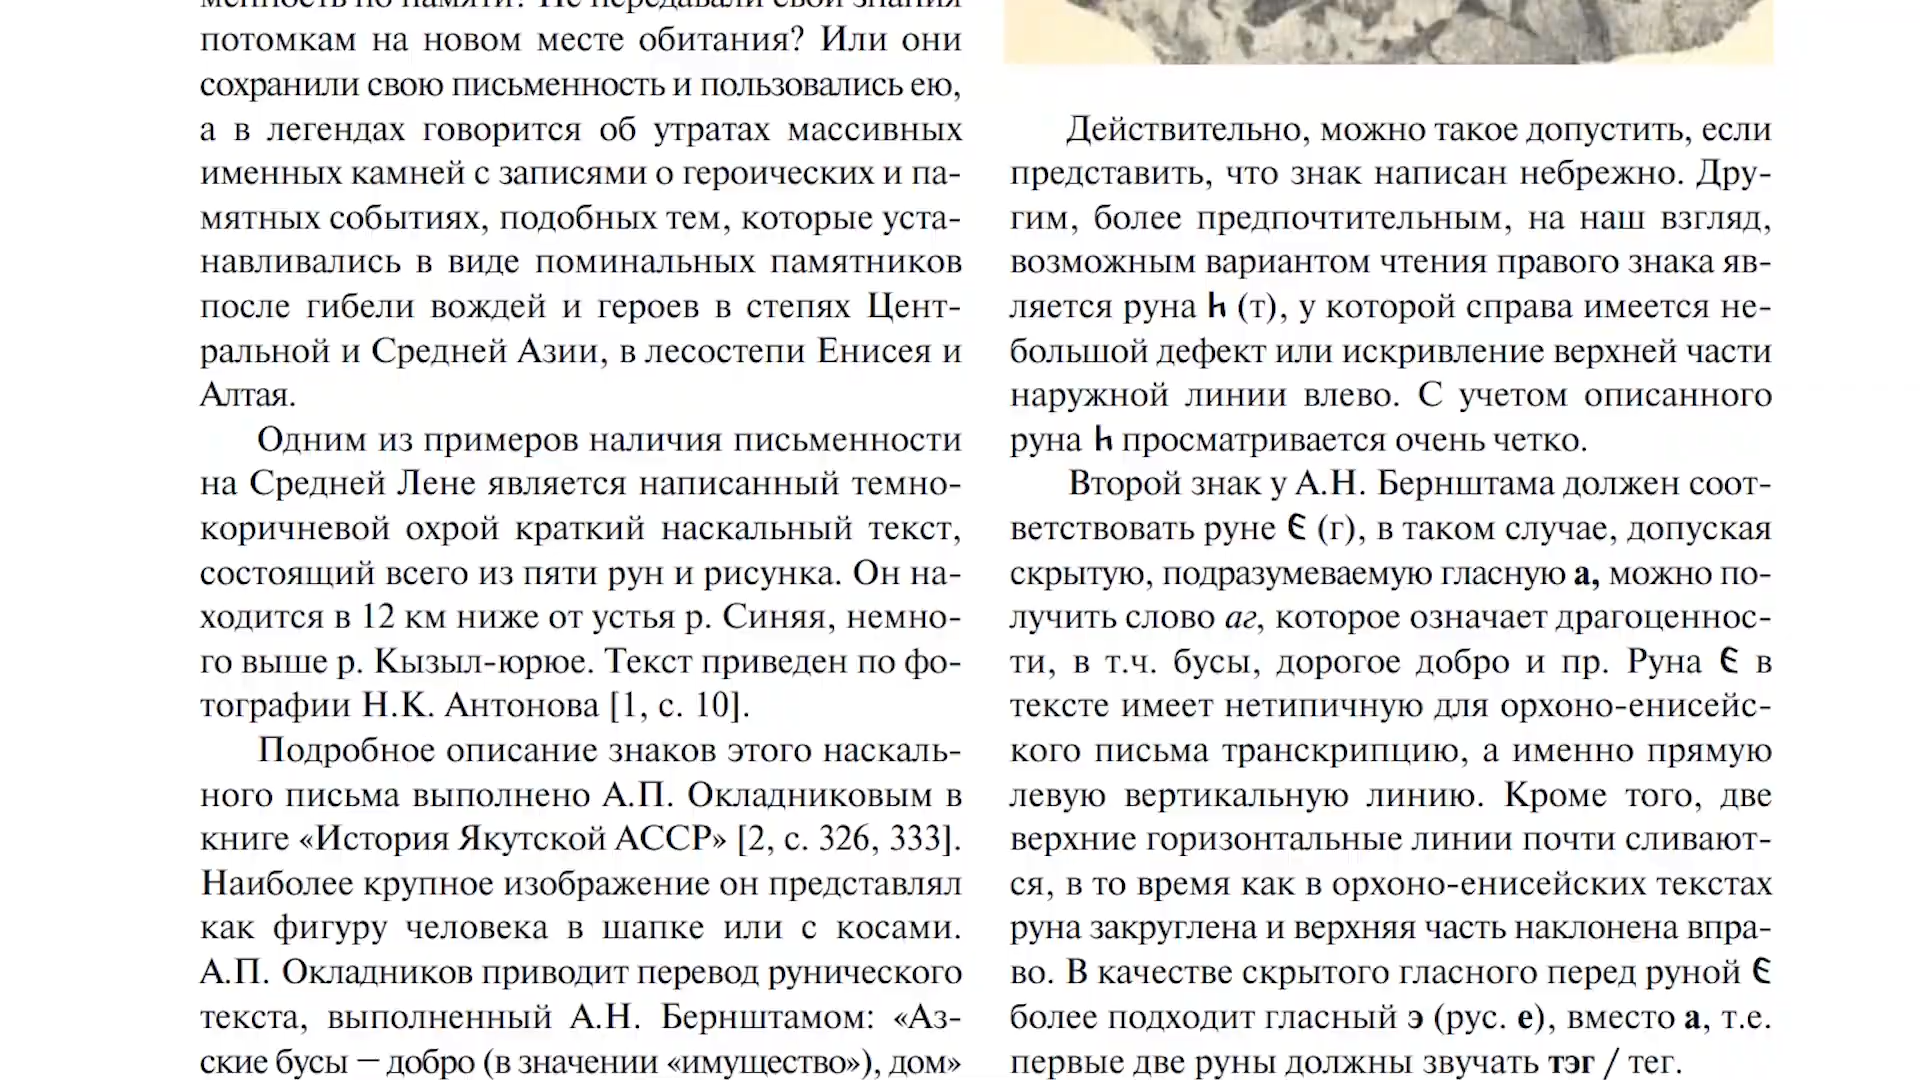 менность по памяти? Не передавали свои знания
потомкам на новом месте обитания? Или они
сохранили свою письменность и пользовались ею,
а в легендах говорится об утратах массивных
именных камней с записями о героических и па-
мятных событиях, подобных тем, которые уста-
навливались в виде поминальных памятников
после гибели вождей и героев в степях Цент-
ральной и Средней Азии, в лесостепи Енисея и
Алтая.
Одним из примеров наличия письменности
на Средней Лене является написанный темно-
коричневой охрой краткий наскальный текст,
состоящий всего из пяти рун и рисунка. Он на-
ходится в 12 км ниже от устья р. Синяя, немно-
го выше р. Кызыл-юрюе. Текст приведен по фо-
тографии Н.К. Антонова [1, с. 10].
Подробное описание знаков этого наскаль-
ного письма выполнено А.П. Окладниковым в
книге «История Якутской АССР» [2, с. 326, 333].
Наиболее крупное изображение он представлял
как фигуру человека в шапке или с косами.
А.П. Окладников приводит перевод рунического
текста, выполненный А.Н. Бернштамом: «Аз-
ские бусы – добро (в значении «имущество»), дом»
Действительно, можно такое допустить, если
представить, что знак написан небрежно. Дру-
гим, более предпочтительным, на наш взгляд,
возможным вариантом чтения правого знака яв-
ляется руна 𐱃 (т), у которой справа имеется не-
большой дефект или искривление верхней части
наружной линии влево. С учетом описанного
руна 𐱃 просматривается очень четко.
Второй знак у А.Н. Бернштама должен соот-
ветствовать руне 𐰏 (г), в таком случае, допуская
скрытую, подразумеваемую гласную а, можно по-
лучить слово аг, которое означает драгоценнос-
ти, в т.ч. бусы, дорогое добро и пр. Руна 𐰏 в
тексте имеет нетипичную для орхоно-енисейс-
кого письма транскрипцию, а именно прямую
левую вертикальную линию. Кроме того, две
верхние горизонтальные линии почти сливают-
ся, в то время как в орхоно-енисейских текстах
руна закруглена и верхняя часть наклонена впра-
во. В качестве скрытого гласного перед руной 𐰏
более подходит гласный э (рус. е), вместо а, т.е.
первые две руны должны звучать тэг / тег.